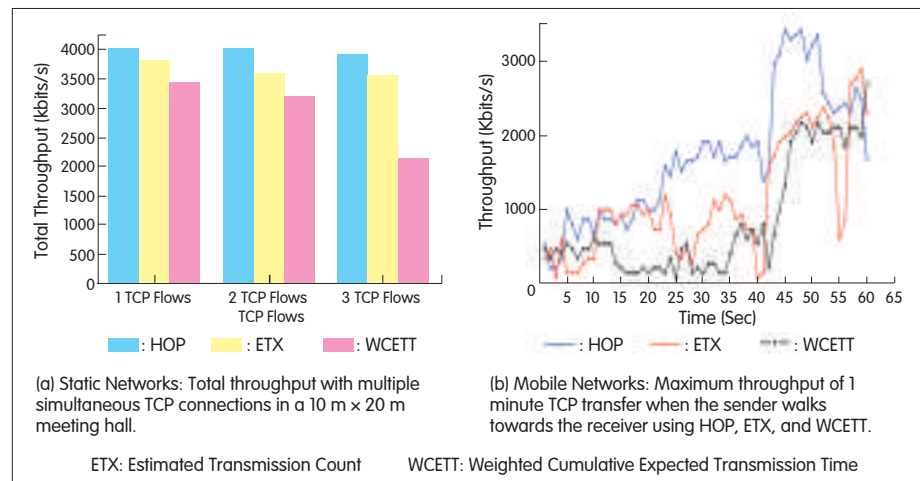 Total Throughput (kbits/s)
4000
3500
3000
2500
2000
1500
1000
500
0
1 TCP Flows
2 TCP Flows
3 TCP Flows
TCP Flows
: HOP
: ETX
: WCETT
(a) Static Networks: Total throughput with multiple
simultaneous TCP connections in a 10 m × 20 m
meeting hall.
Throughput (Kbits/s)
3000
2000
1000
0
5
10
15
20
25
30
35
40
45
50
55
60
65
Time (Sec)
: HOP
: ETX
: WCETT
(b) Mobile Networks: Maximum throughput of 1
minute TCP transfer when the sender walks
towards the receiver using HOP, ETX, and WCETT.
ETX: Estimated Transmission Count
WCETT: Weighted Cumulative Expected Transmission Time